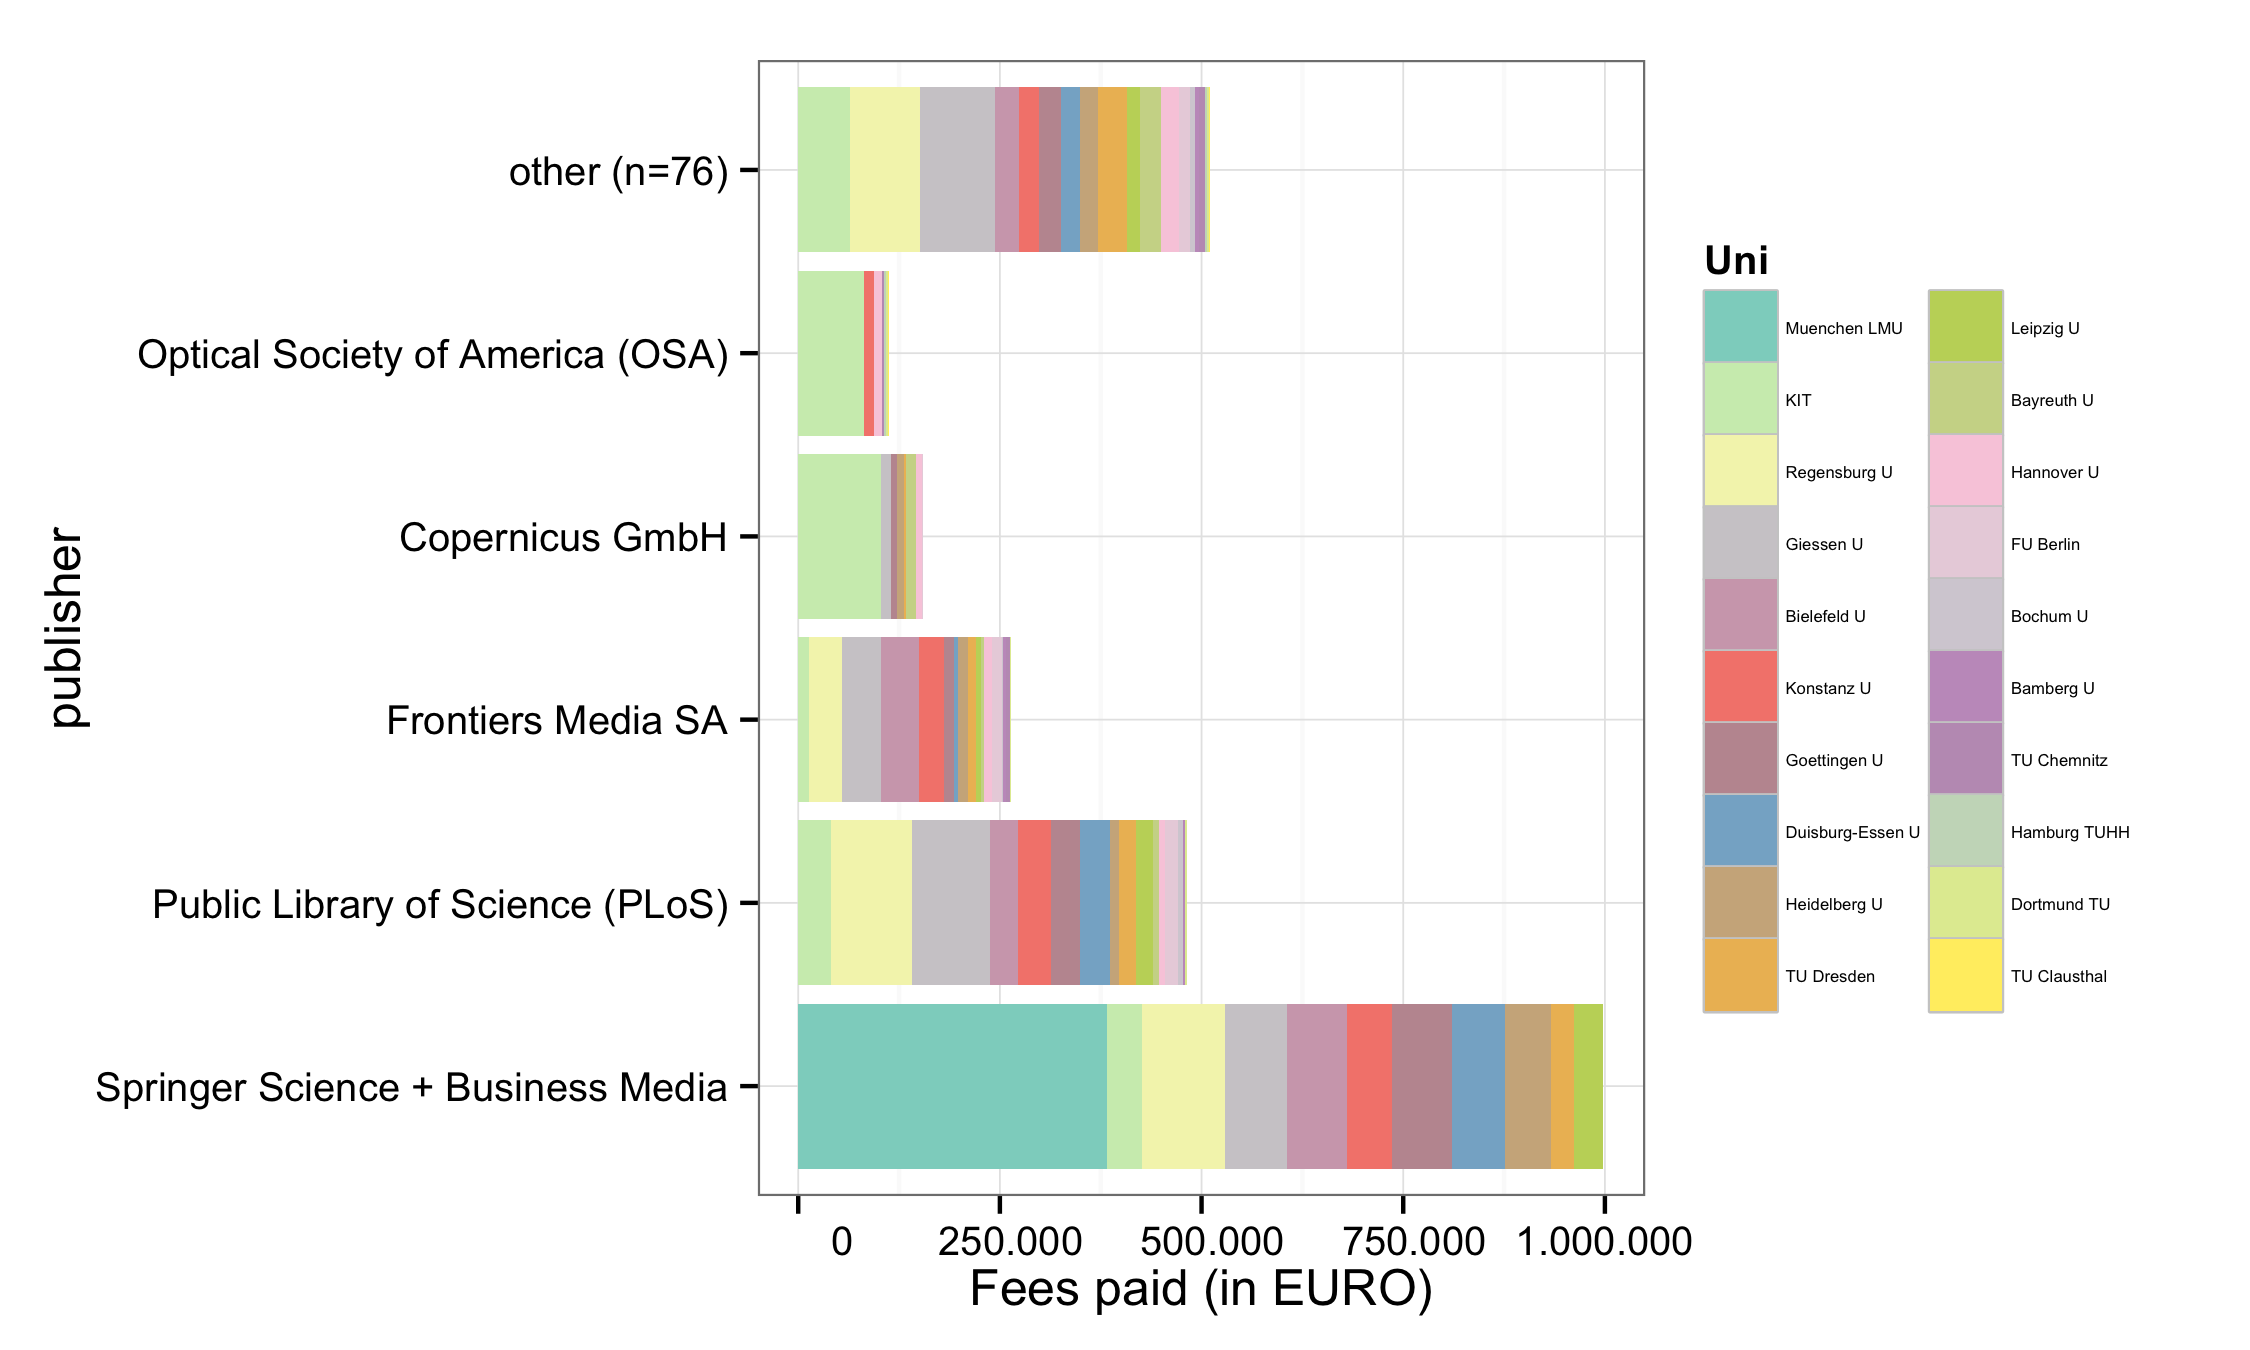 other (n=76)
Optical Society of America (OSA)
Copernicus GmbH
Frontiers Media SA
Public Library of Science (PLoS)
Springer Science + Business Media
publisher
0 250.000 500.000 750.000 1.000.000
Fees paid (in EURO)
Uni
Muenchen LMU
KIT
Regensburg U
Giessen U
Bielefeld U
Konstanz U
Goettingen U
Duisburg-Essen U
Heidelberg U
TU Dresden
Leipzig U
Bayreuth U
Hannover U
FU Berlin
Bochum U
Bamberg U
TU Chemnitz
Hamburg TUHH
Dortmund TU
TU Clausthal